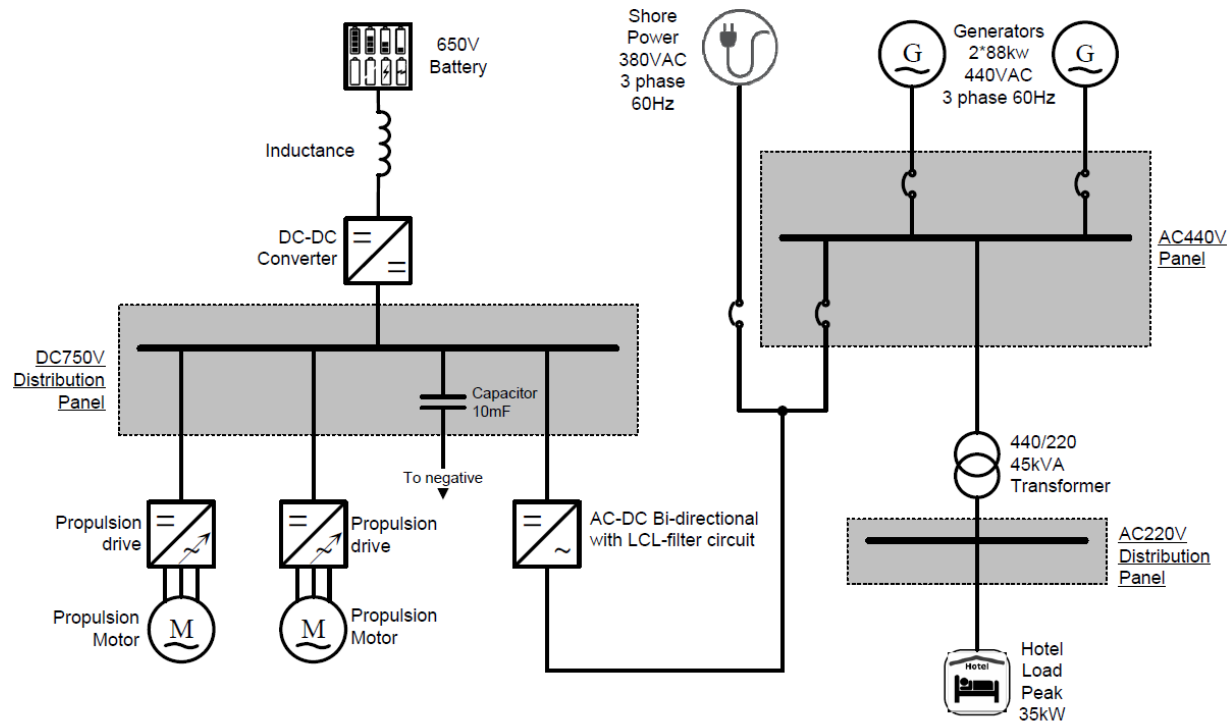 650V
Battery
Inductance
DC-DC
Converter
DC750V
Distribution
Panel
Capacitor
10mF
To negative
Propulsion
drive
Propulsion
drive
AC-DC Bi-directional
with LCL-filter circuit
M
Propulsion
Motor
M
Propulsion
Motor
Shore
Power
380VAC
3 phase
60Hz
G
Generators
2*88kw
440VAC
3 phase 60Hz
G
AC440V
Panel
440/220
45kVA
Transformer
AC220V
Distribution
Panel
Hotel
Hotel
Load
Peak
35kW